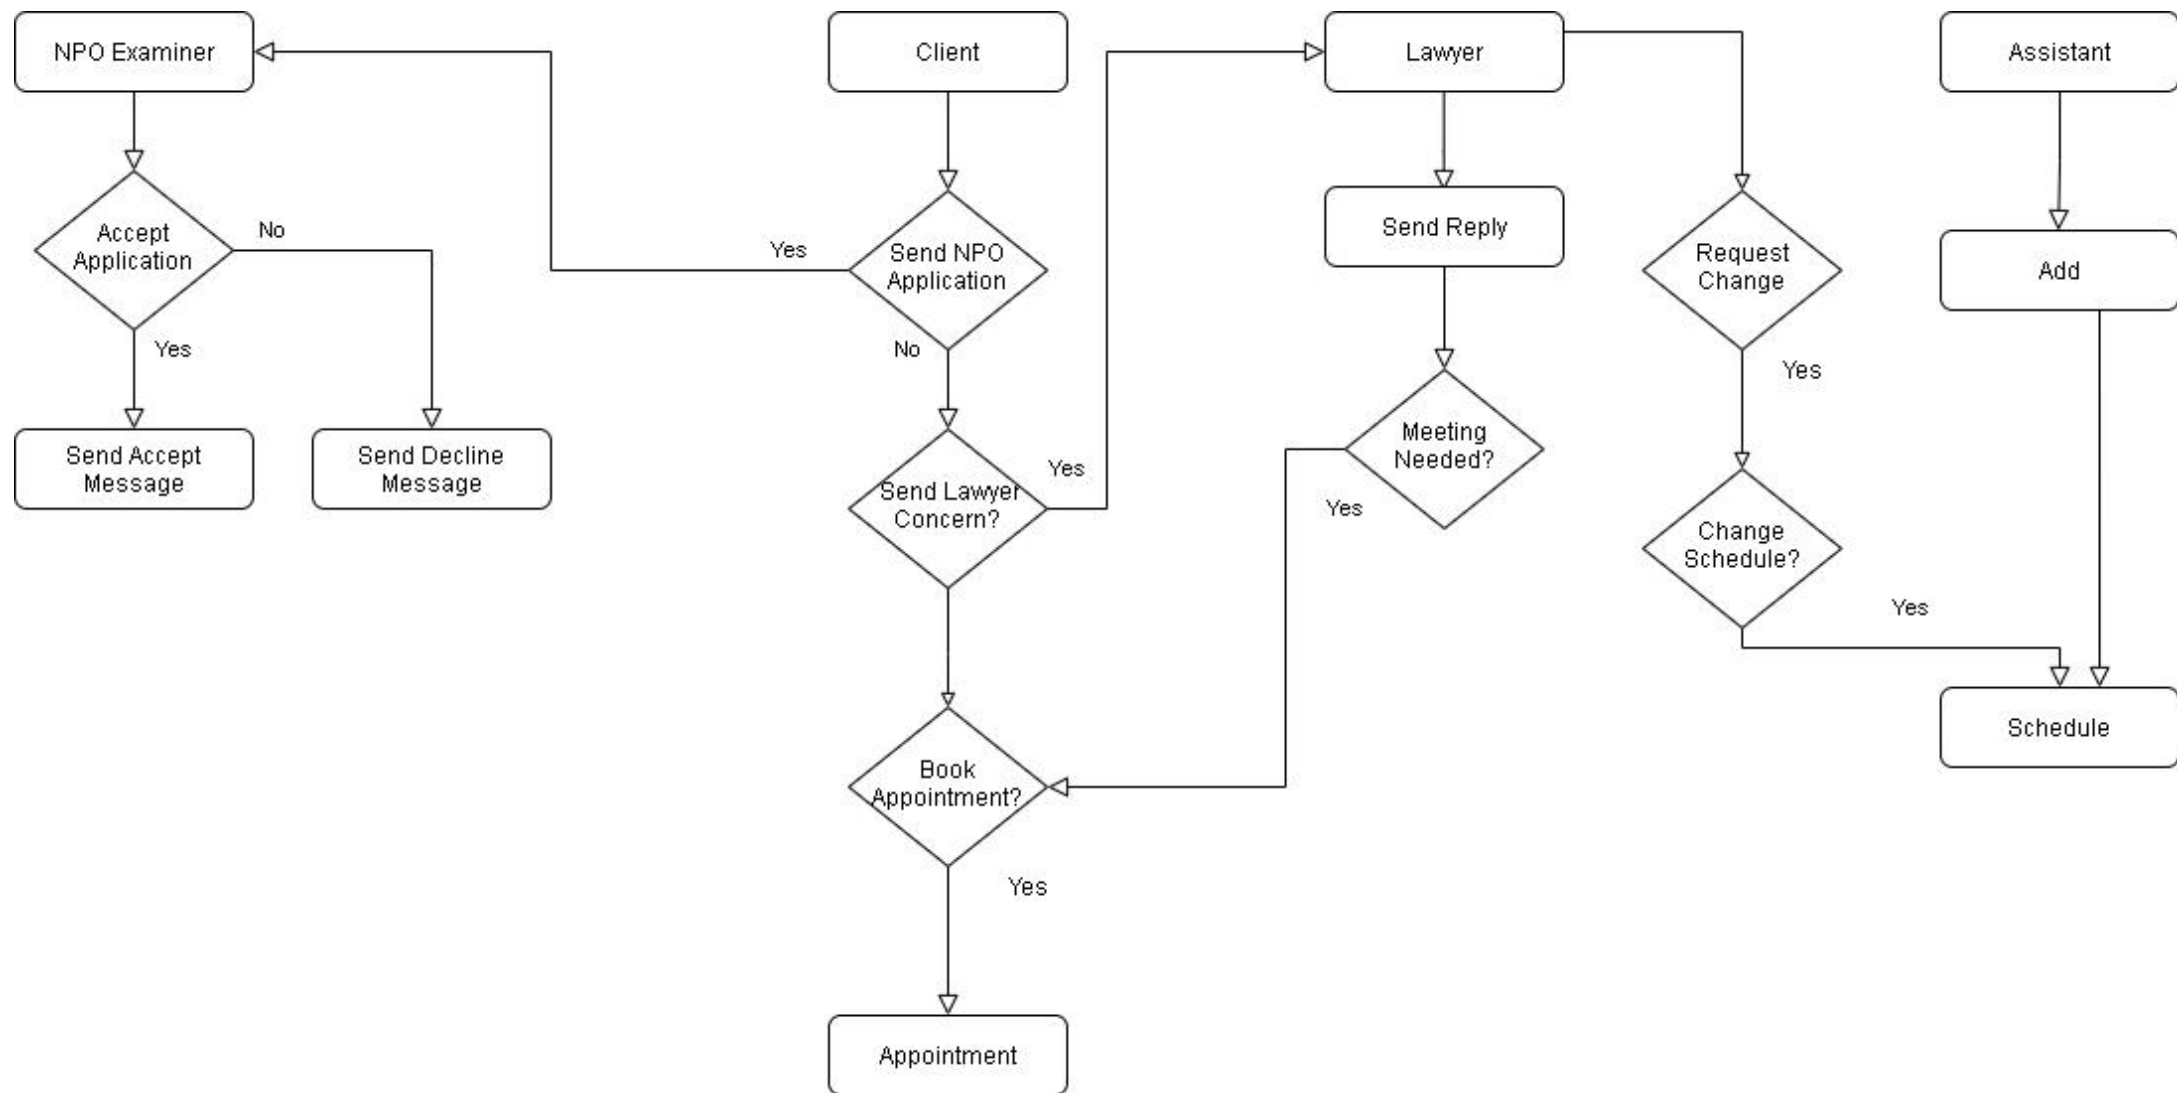 NPO Examiner
Client
Lawyer
Assistant
Accept
Application
No
Yes
Send NPO
Application
Send Reply
Request
Change
Add
Yes
No
Yes
Send Accept
Message
Send Decline
Message
Send Lawyer
Concern?
Yes
Meeting
Needed?
Yes
Change
Schedule?
Yes
Schedule
Book
Appointment?
Yes
Appointment